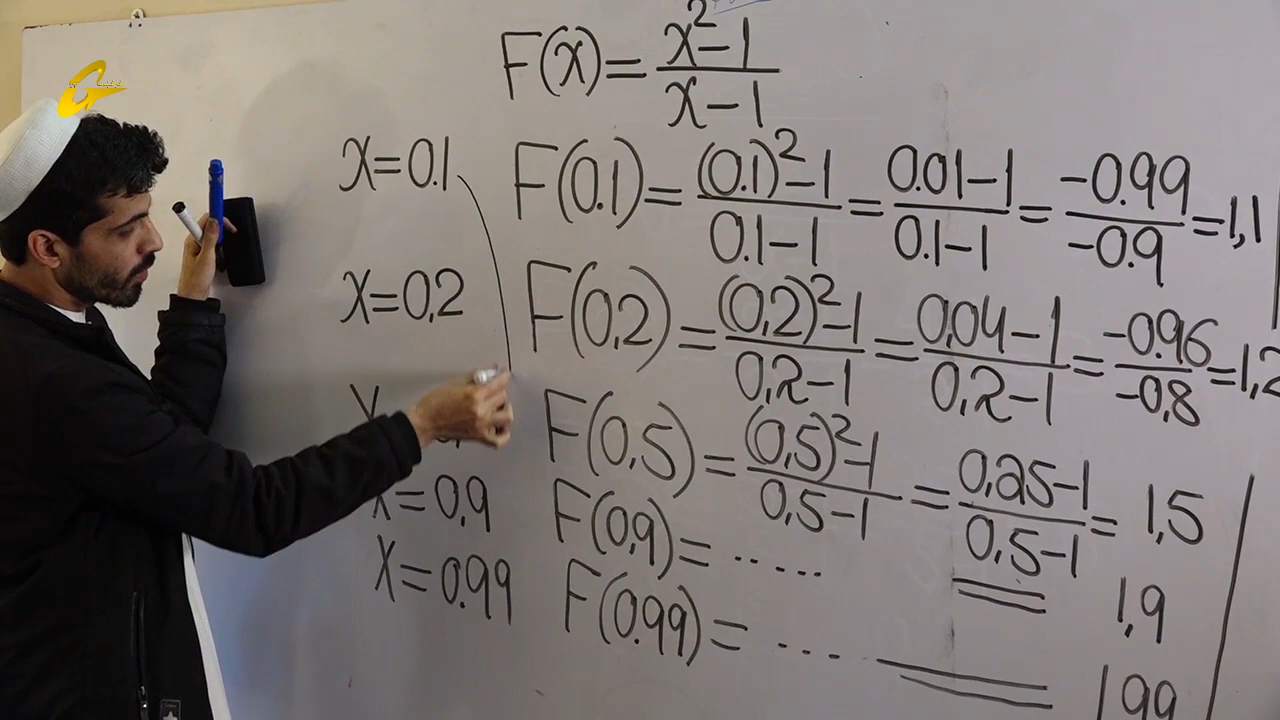 F(x) = x²-1 / x-1
x=0.1 F(0.1) = (0.1)²-1 / 0.1-1 = 0.01-1 / 0.1-1 = -0.99 / -0.9 = 1,1
x=0,2 F(0,2) = (0,2)²-1 / 0,2-1 = 0,04-1 / 0,2-1 = -0.96 / -0,8 = 1,2
F(0,5) = (0,5)²-1 / 0,5-1 = 0,25-1 / 0,5-1 = 1,5
x=0,9 F(0,9) = ..... 1,9
x=0.99 F(0.99) = .... 199